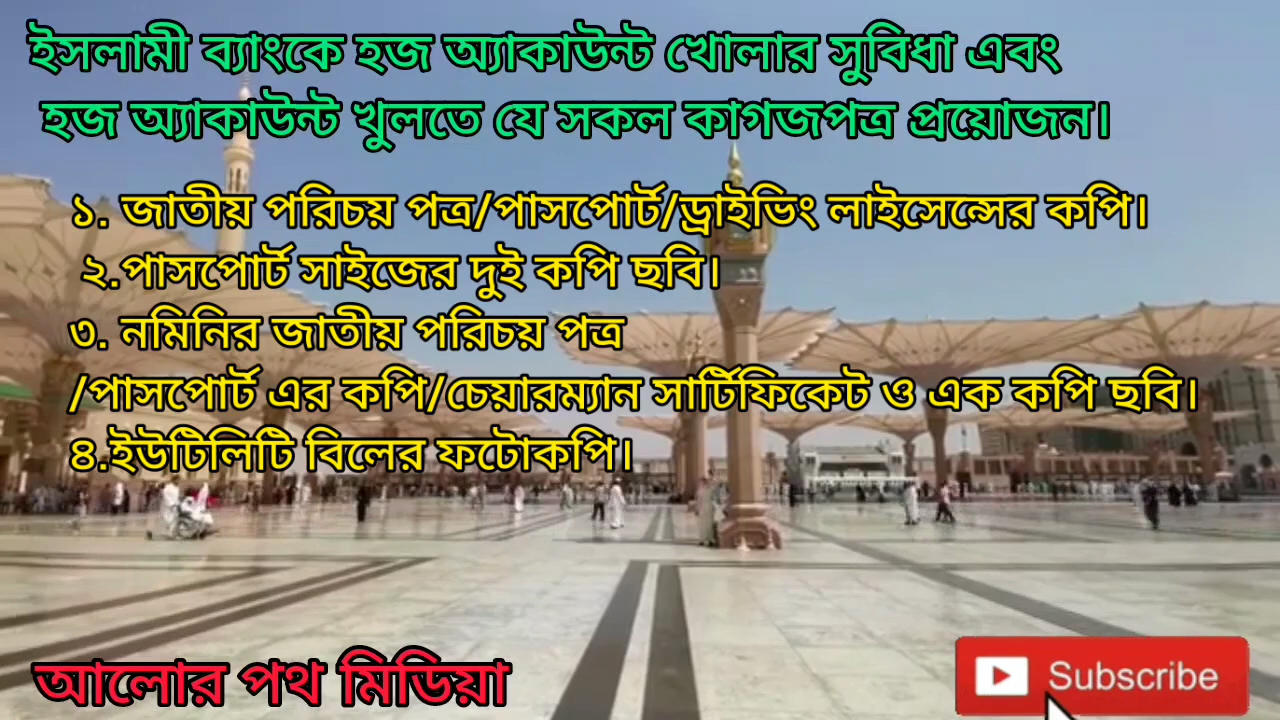 ইসলামী ব্যাংকে হজ অ্যাকাউন্ট খোলার সুবিধা এবং
হজ অ্যাকাউন্ট খুলতে যে সকল কাগজপত্র প্রয়োজন।
১. জাতীয় পরিচয় পত্র/পাসপোর্ট/ড্রাইভিং লাইসেন্সের কপি।
২.পাসপোর্ট সাইজের দুই কপি ছবি।
৩. নমিনির জাতীয় পরিচয় পত্র
/পাসপোর্ট এর কপি/চেয়ারম্যান সার্টিফিকেট ও এক কপি ছবি।
৪.ইউটিলিটি বিলের ফটোকপি।
আলোর পথ মিডিয়া
Subscribe